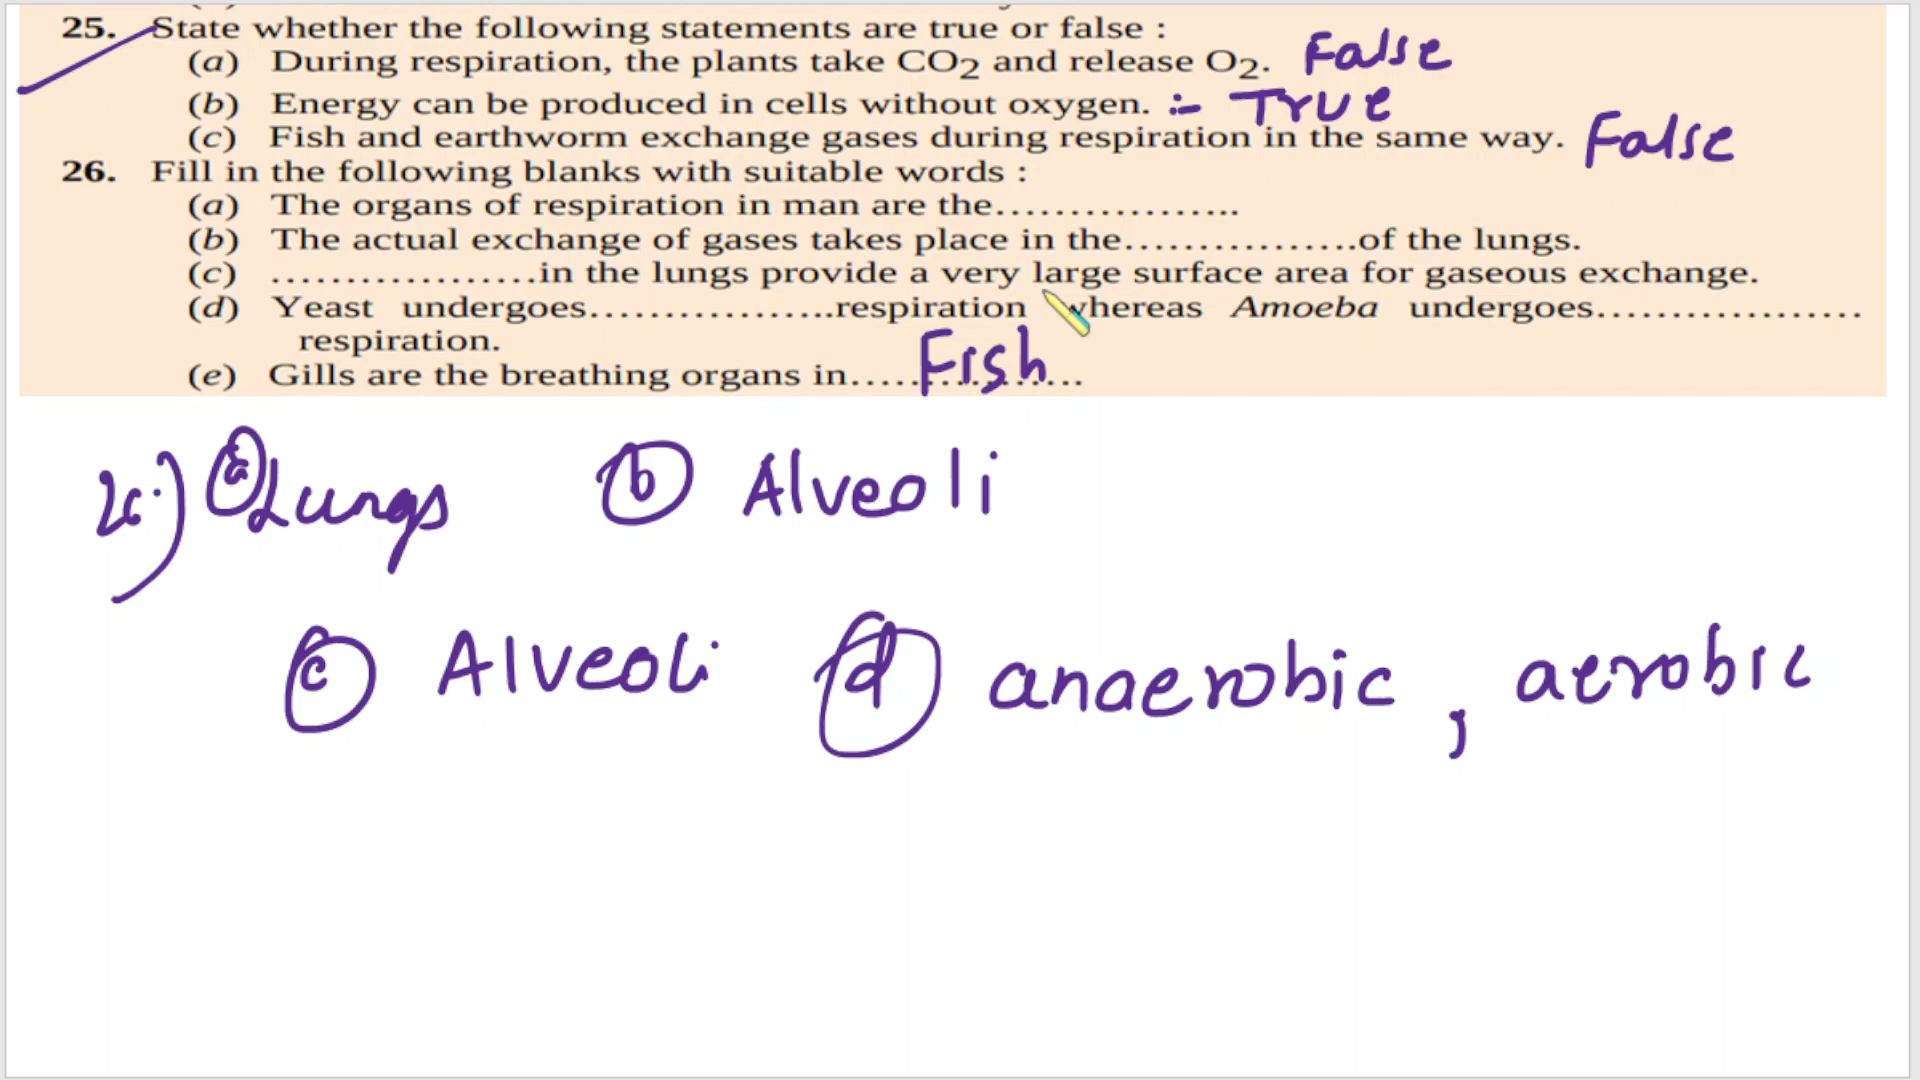 25. State whether the following statements are true or false :
(a) During respiration, the plants take CO2 and release O2. False
(b) Energy can be produced in cells without oxygen. :- True
(c) Fish and earthworm exchange gases during respiration in the same way. False
26. Fill in the following blanks with suitable words :
(a) The organs of respiration in man are the……………..
(b) The actual exchange of gases takes place in the…………….of the lungs.
(c) ………………in the lungs provide a very large surface area for gaseous exchange.
(d) Yeast undergoes……………..respiration whereas Amoeba undergoes………………
respiration.
(e) Gills are the breathing organs in……………. Fish
26.) (a) Lungs (b) Alveoli
(c) Alveoli (d) anaerobic , aerobic